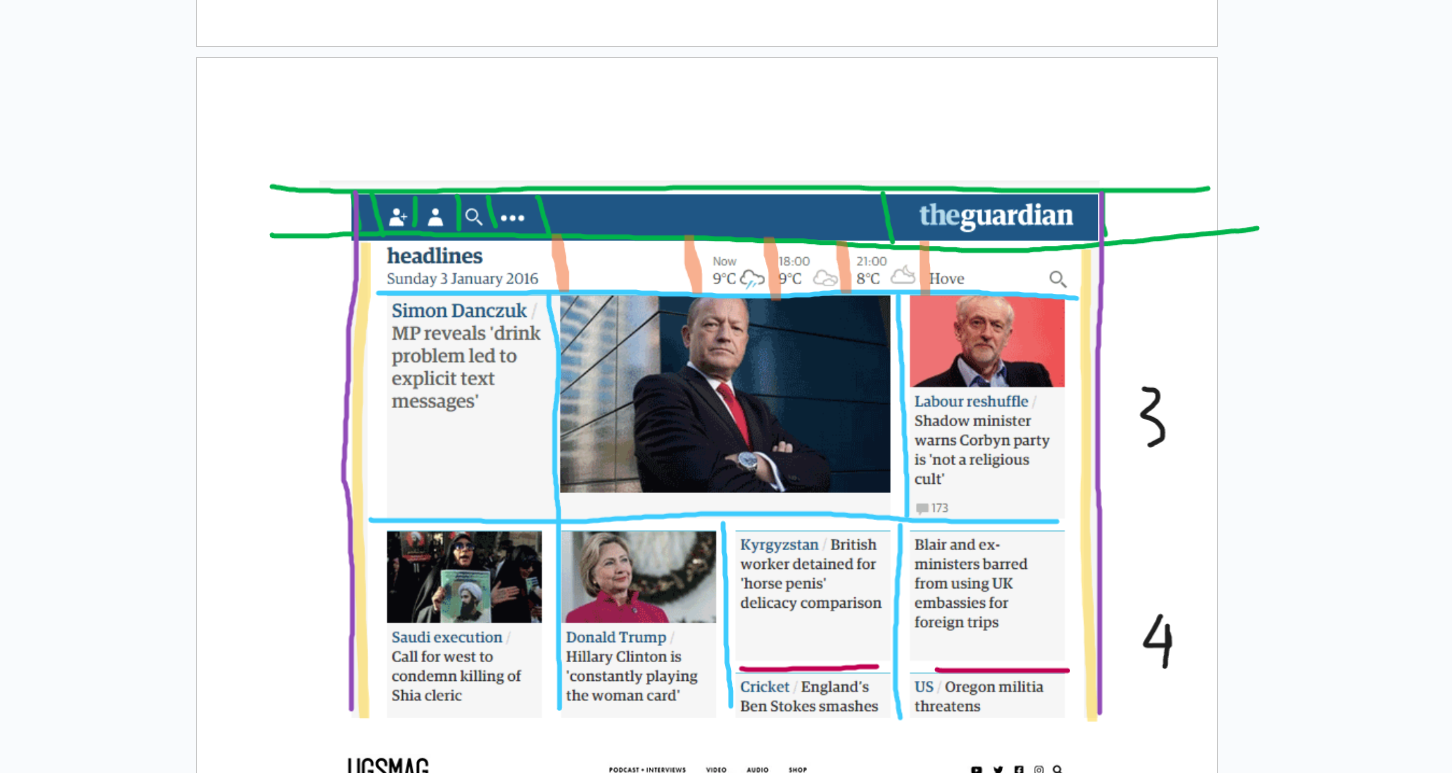 theguardian
headlines
Sunday 3 January 2016
Now
9°C
18:00
9°C
21:00
8°C
Hove
Simon Danczuk /
MP reveals 'drink
problem led to
explicit text
messages'
Labour reshuffle /
Shadow minister
warns Corbyn party
is 'not a religious
cult'
173
3
Saudi execution /
Call for west to
condemn killing of
Shia cleric
Donald Trump /
Hillary Clinton is
'constantly playing
the woman card'
Kyrgyzstan / British
worker detained for
'horse penis'
delicacy comparison
Cricket / England's
Ben Stokes smashes
Blair and ex-
ministers barred
from using UK
embassies for
foreign trips
US / Oregon militia
threatens
4
UGSMAG
PODCAST + INTERVIEWS VIDEO AUDIO SHOP